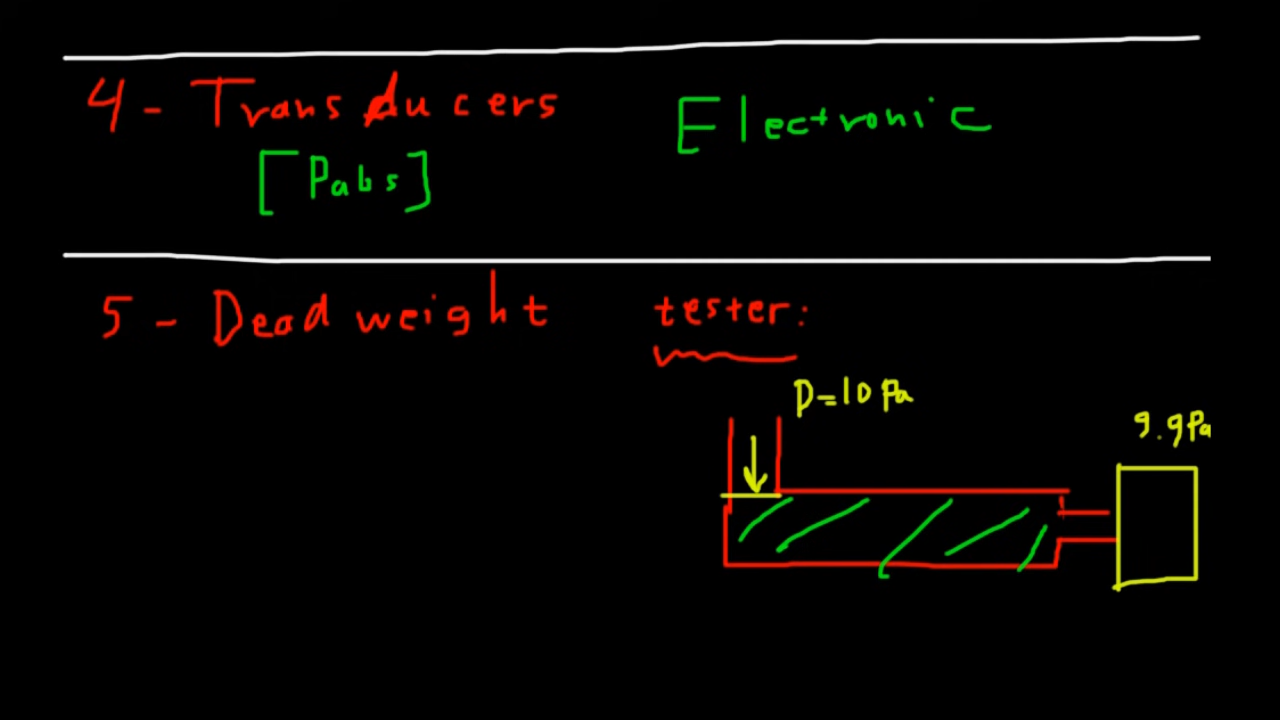 4 - Transducers Electronic
[Pabs]
5 - Dead weight tester:
P=10 Pa
9.9Pa